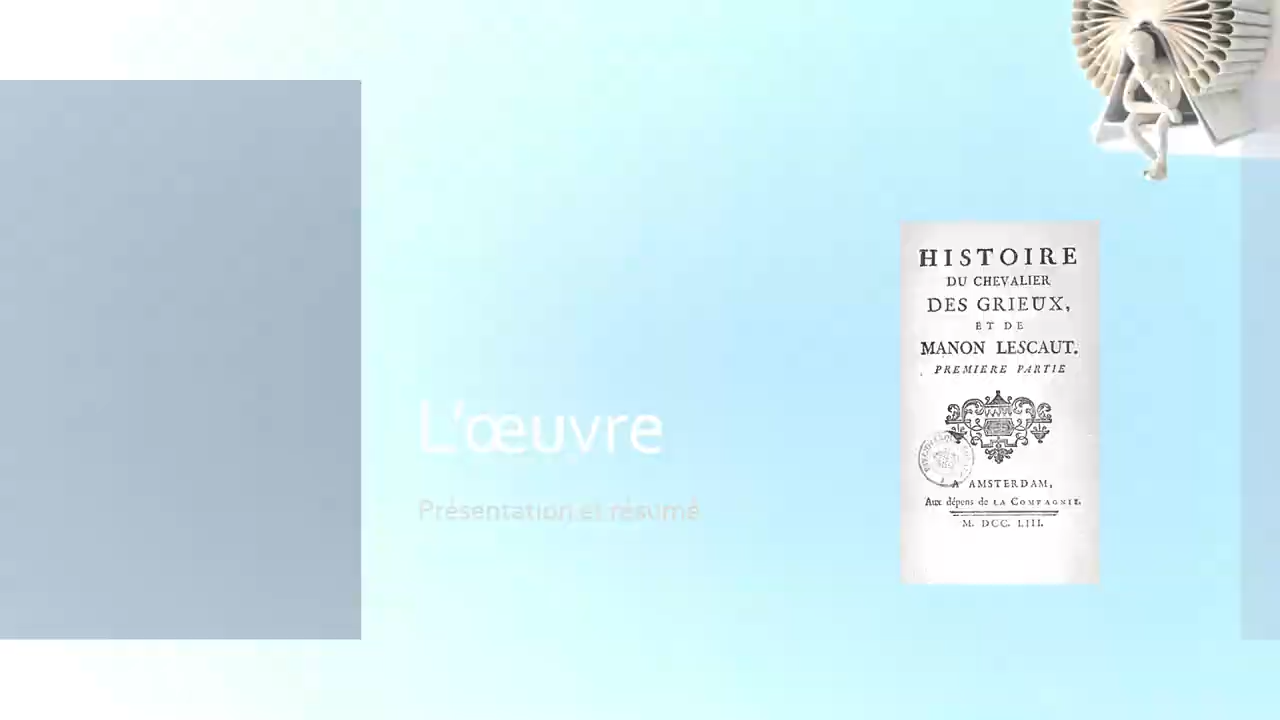 L'œuvre
Présentation et résumé
HISTOIRE
DU CHEVALIER
DES GRIEUX,
ET DE
MANON LESCAUT.
PREMIERE PARTIE
A AMSTERDAM,
Aux dépens de LA COMPAGNIE.
M. DCC. LIII.